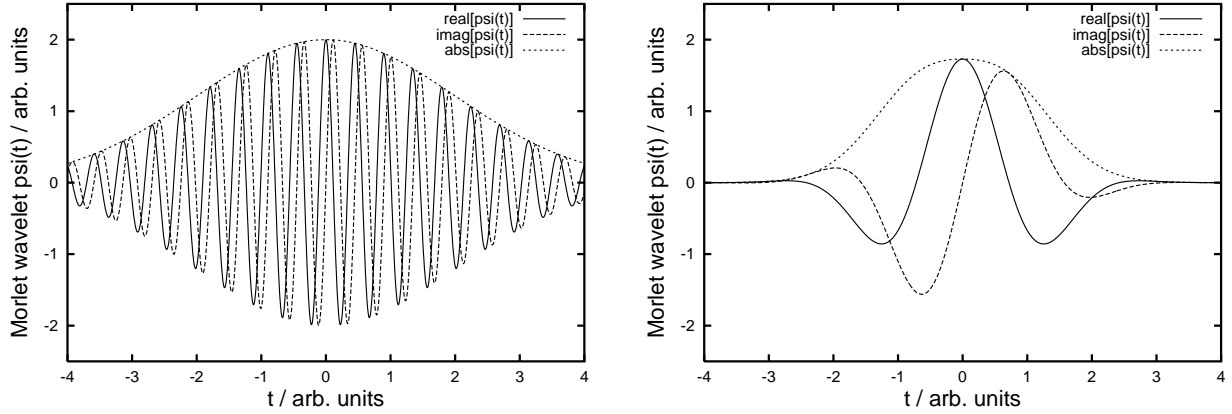 Morlet wavelet psi(t) / arb. units
real[psi(t)]
imag[psi(t)]
abs[psi(t)]
2
1
0
-1
-2
-4 -3 -2 -1 0 1 2 3 4
t / arb. units
Morlet wavelet psi(t) / arb. units
real[psi(t)]
imag[psi(t)]
abs[psi(t)]
2
1
0
-1
-2
-4 -3 -2 -1 0 1 2 3 4
t / arb. units